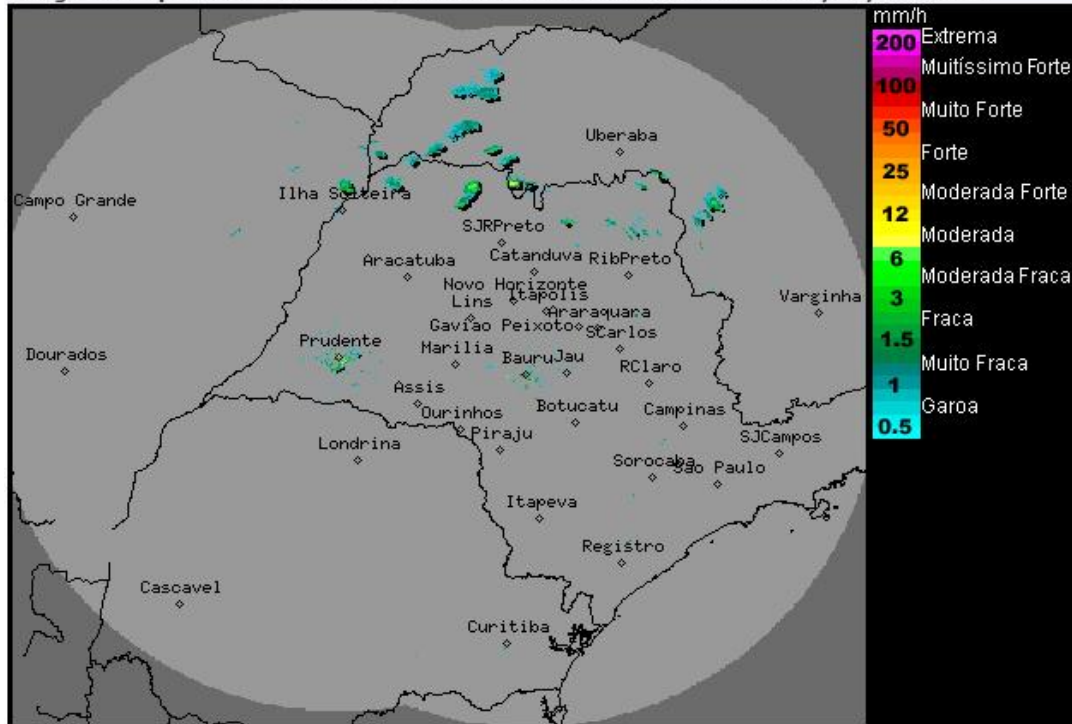 mm/h
200 Extrema
Muitíssimo Forte
100
Muito Forte
50
Forte
25
Moderada Forte
12
Moderada
6
Moderada Fraca
3
Fraca
1.5
Muito Fraca
1
Garoa
0.5
Uberaba
Campo Grande
Ilha Solteira
SJRPreto
Aracatuba
Catanduva
RibPreto
Novo Horizonte
Itapolis
Varginha
Lins
Araraquara
Gaviao Peixoto
SCarlos
Prudente
Dourados
Marilia
Bauru
Jau
RClaro
Assis
Ourinhos
Botucatu
Campinas
Piraju
Londrina
SJCampos
Sorocaba
Sao Paulo
Itapeva
Registro
Cascavel
Curitiba